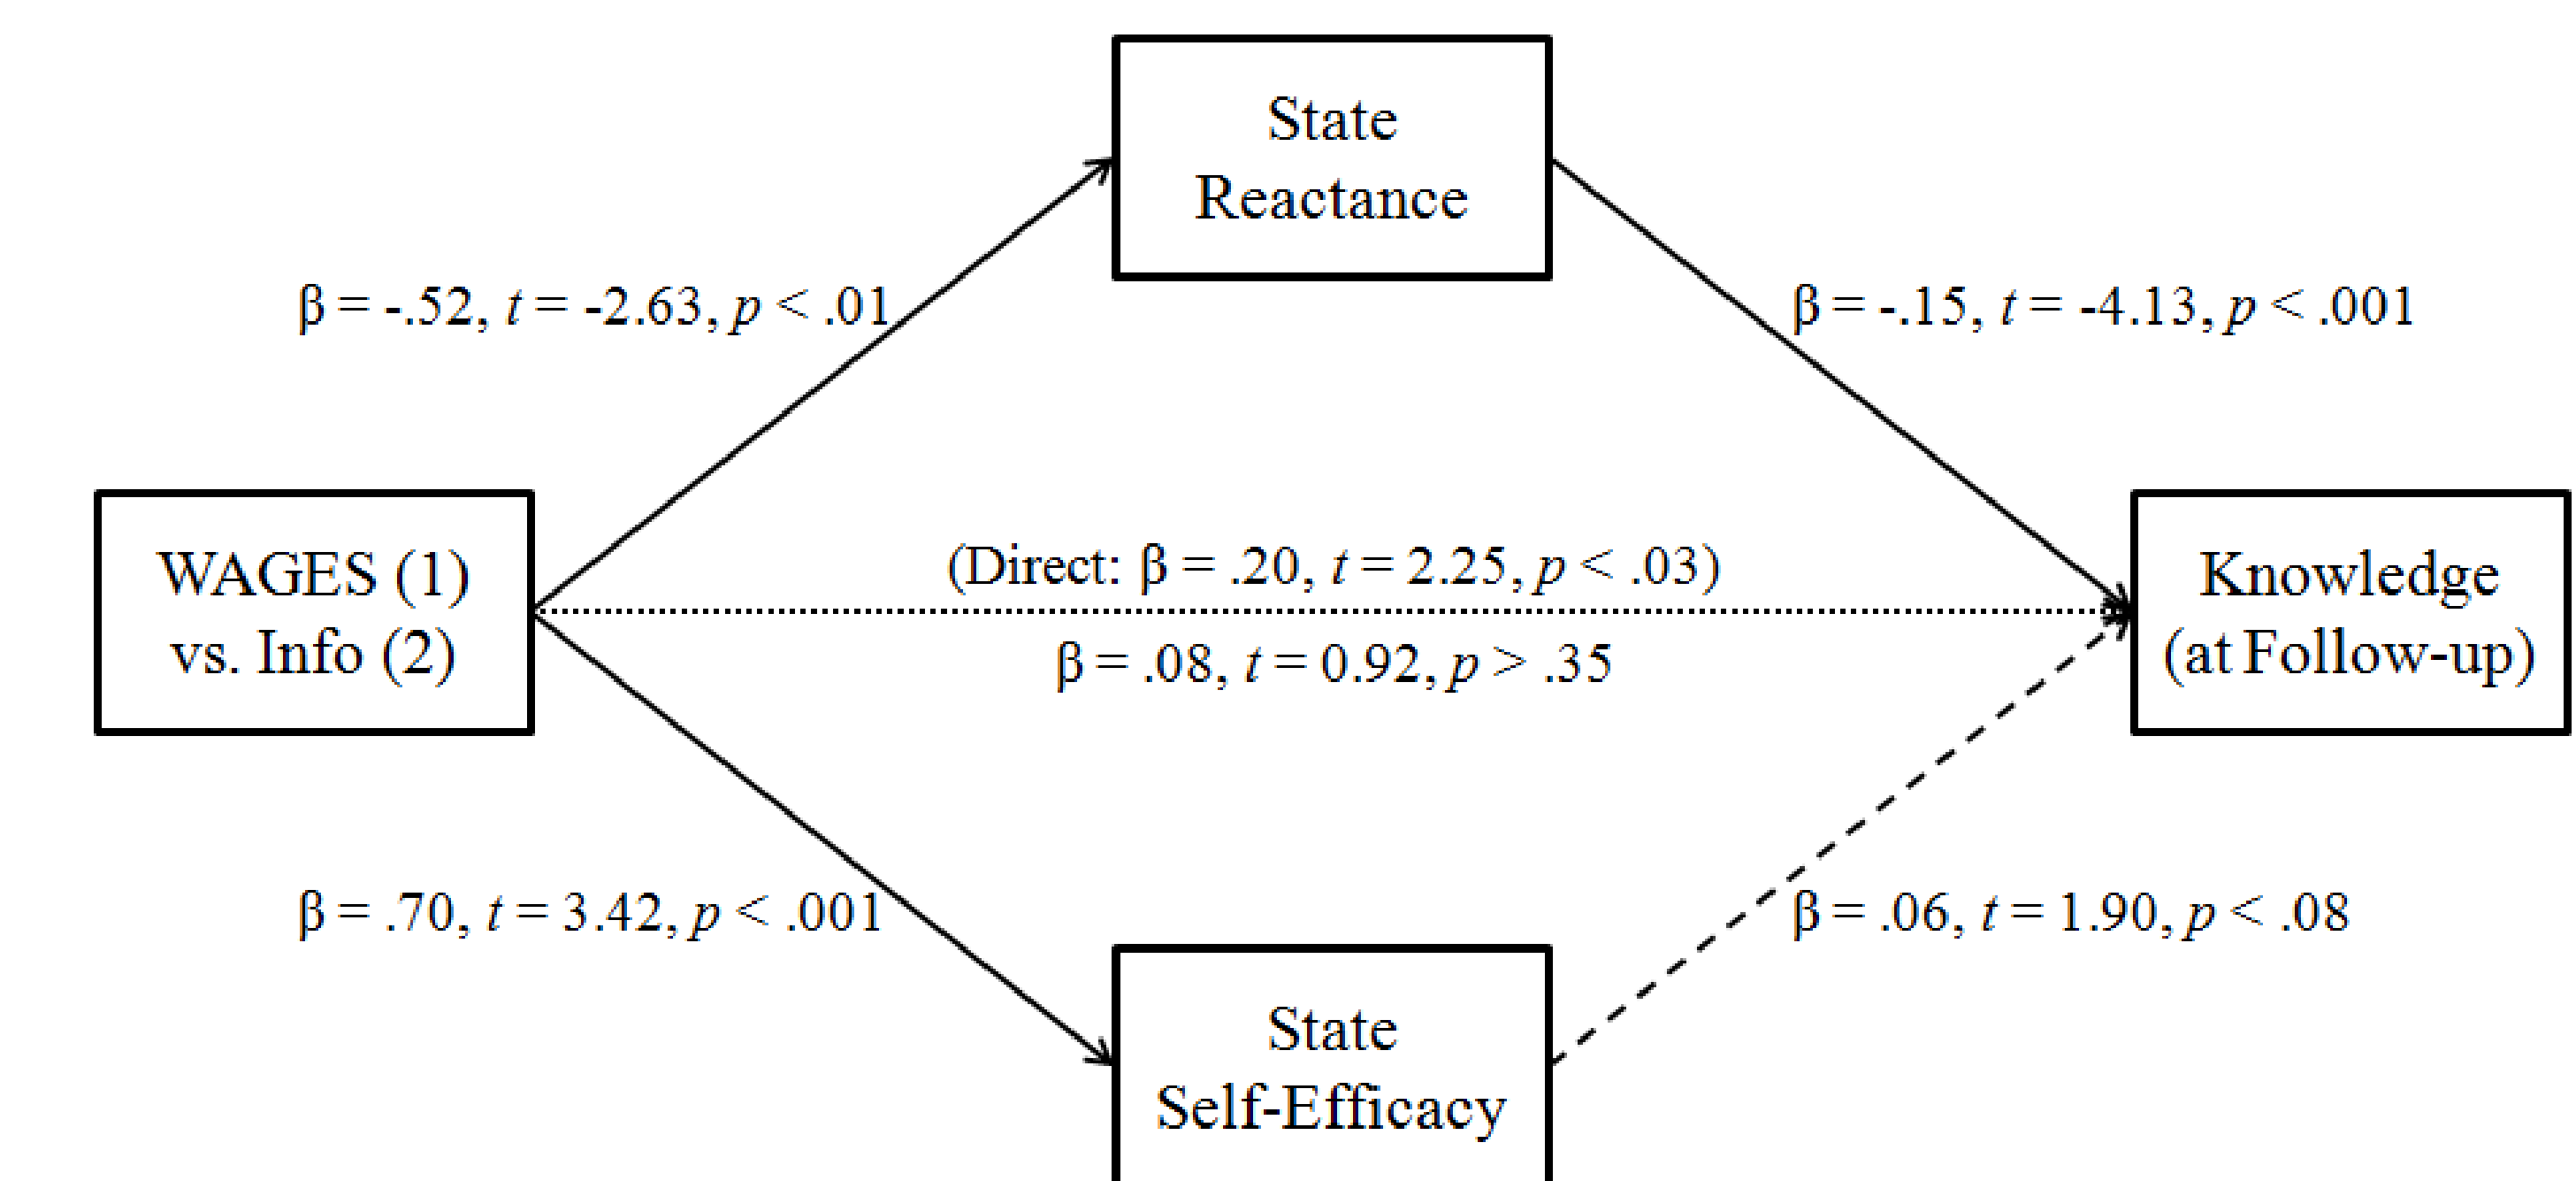 State
Reactance
β = -.52, t = -2.63, p < .01
β = -.15, t = -4.13, p < .001
WAGES (1)
vs. Info (2)
(Direct: β = .20, t = 2.25, p < .03)
β = .08, t = 0.92, p > .35
Knowledge
(at Follow-up)
β = .70, t = 3.42, p < .001
β = .06, t = 1.90, p < .08
State
Self-Efficacy